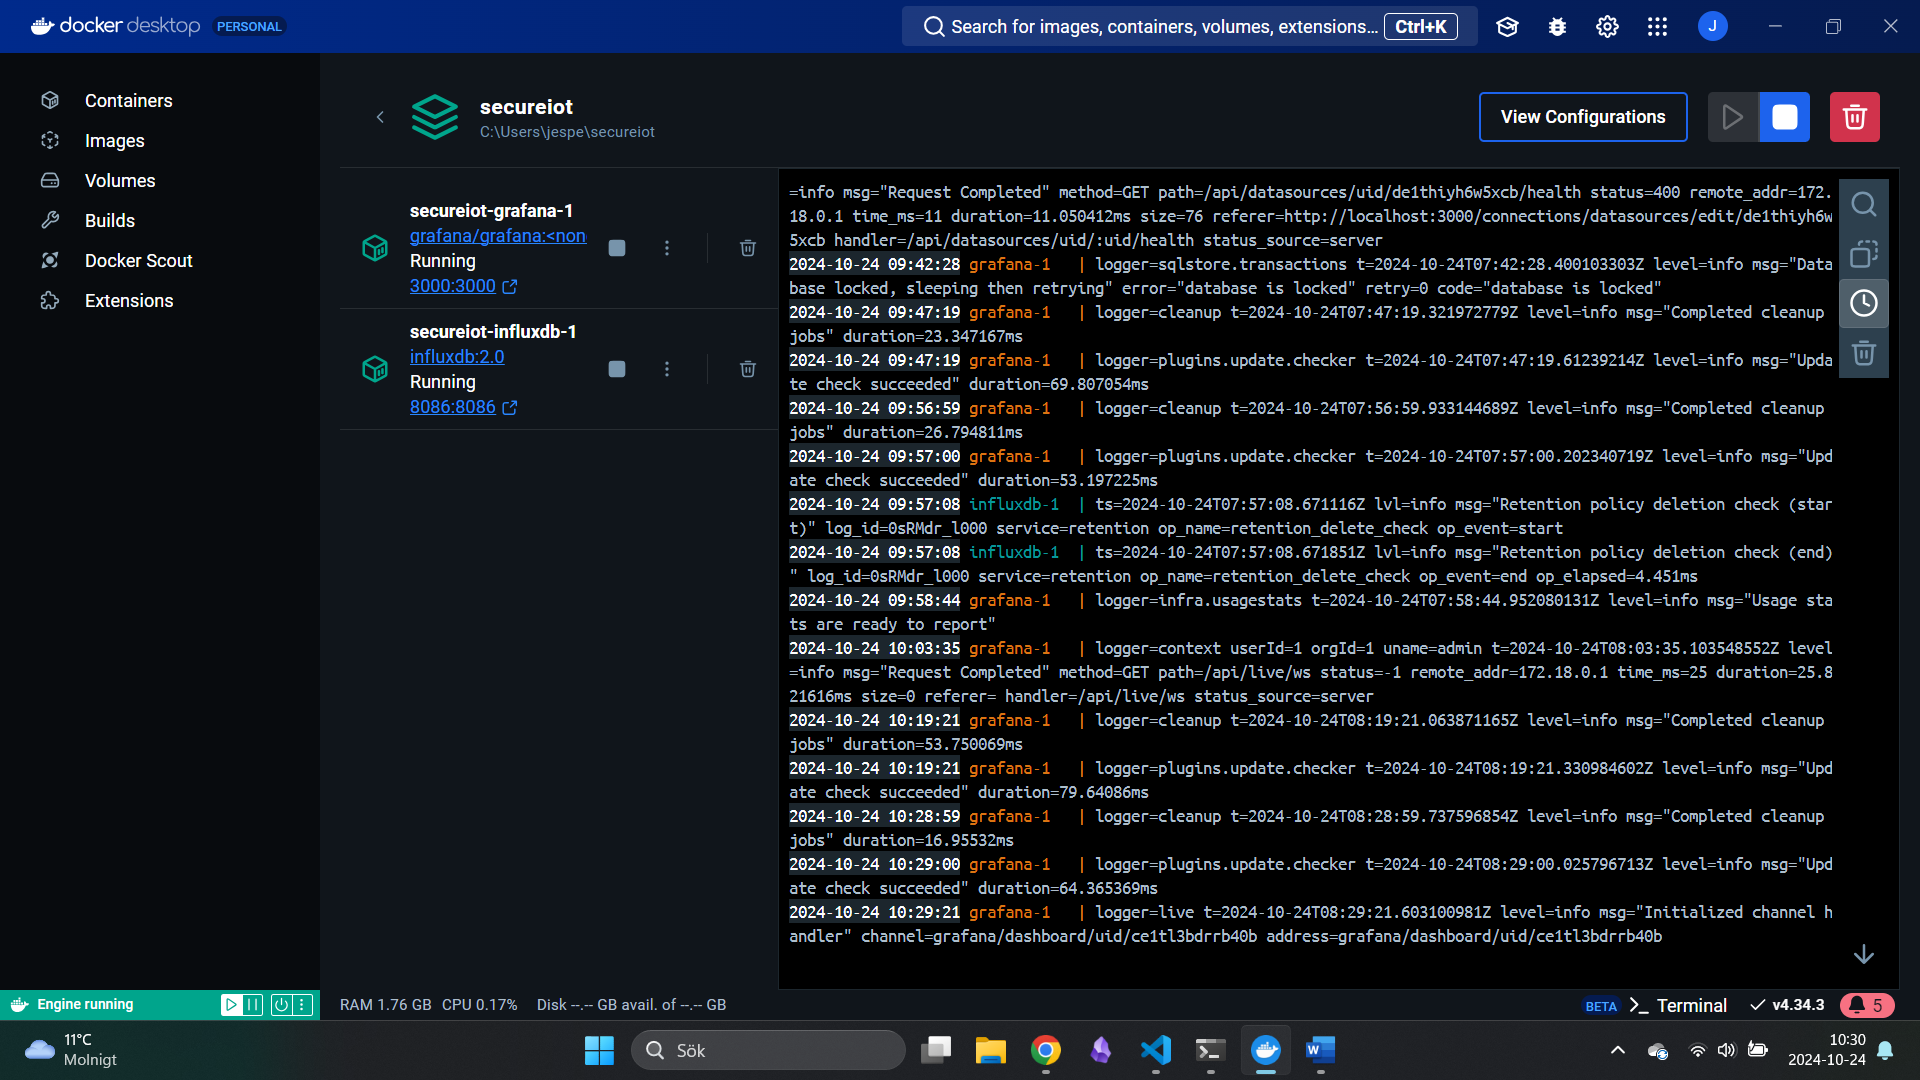 docker desktop PERSONAL
Search for images, containers, volumes, extensions... Ctrl+K
J
Containers
Images
Volumes
Builds
Docker Scout
Extensions
secureiot
C:\Users\jespe\secureiot
View Configurations
secureiot-grafana-1
grafana/grafana:<non
Running
3000:3000
secureiot-influxdb-1
influxdb:2.0
Running
8086:8086
=info msg="Request Completed" method=GET path=/api/datasources/uid/de1thiyh6w5xcb/health status=400 remote_addr=172.
18.0.1 time_ms=11 duration=11.050412ms size=76 referer=http://localhost:3000/connections/datasources/edit/de1thiyh6w
5xcb handler=/api/datasources/uid/:uid/health status_source=server
2024-10-24 09:42:28 grafana-1 | logger=sqlstore.transactions t=2024-10-24T07:42:28.400103303Z level=info msg="Data
base locked, sleeping then retrying" error="database is locked" retry=0 code="database is locked"
2024-10-24 09:47:19 grafana-1 | logger=cleanup t=2024-10-24T07:47:19.321972779Z level=info msg="Completed cleanup
jobs" duration=23.347167ms
2024-10-24 09:47:19 grafana-1 | logger=plugins.update.checker t=2024-10-24T07:47:19.61239214Z level=info msg="Upda
te check succeeded" duration=69.807054ms
2024-10-24 09:56:59 grafana-1 | logger=cleanup t=2024-10-24T07:56:59.933144689Z level=info msg="Completed cleanup
jobs" duration=26.794811ms
2024-10-24 09:57:00 grafana-1 | logger=plugins.update.checker t=2024-10-24T07:57:00.202340719Z level=info msg="Upd
ate check succeeded" duration=53.197225ms
2024-10-24 09:57:08 influxdb-1 | ts=2024-10-24T07:57:08.671116Z lvl=info msg="Retention policy deletion check (star
t)" log_id=0sRMdr_l000 service=retention op_name=retention_delete_check op_event=start
2024-10-24 09:57:08 influxdb-1 | ts=2024-10-24T07:57:08.671851Z lvl=info msg="Retention policy deletion check (end)
" log_id=0sRMdr_l000 service=retention op_name=retention_delete_check op_event=end op_elapsed=4.451ms
2024-10-24 09:58:44 grafana-1 | logger=infra.usagestats t=2024-10-24T07:58:44.952080131Z level=info msg="Usage sta
ts are ready to report"
2024-10-24 10:03:35 grafana-1 | logger=context userId=1 orgId=1 uname=admin t=2024-10-24T08:03:35.103548552Z level
=info msg="Request Completed" method=GET path=/api/live/ws status=-1 remote_addr=172.18.0.1 time_ms=25 duration=25.8
21616ms size=0 referer= handler=/api/live/ws status_source=server
2024-10-24 10:19:21 grafana-1 | logger=cleanup t=2024-10-24T08:19:21.063871165Z level=info msg="Completed cleanup
jobs" duration=53.750069ms
2024-10-24 10:19:21 grafana-1 | logger=plugins.update.checker t=2024-10-24T08:19:21.330984602Z level=info msg="Upd
ate check succeeded" duration=79.64086ms
2024-10-24 10:28:59 grafana-1 | logger=cleanup t=2024-10-24T08:28:59.737596854Z level=info msg="Completed cleanup
jobs" duration=16.95532ms
2024-10-24 10:29:00 grafana-1 | logger=plugins.update.checker t=2024-10-24T08:29:00.025796713Z level=info msg="Upd
ate check succeeded" duration=64.365369ms
2024-10-24 10:29:21 grafana-1 | logger=live t=2024-10-24T08:29:21.603100981Z level=info msg="Initialized channel h
andler" channel=grafana/dashboard/uid/ce1tl3bdrrb40b address=grafana/dashboard/uid/ce1tl3bdrrb40b
Engine running
RAM 1.76 GB CPU 0.17% Disk --.-- GB avail. of --.-- GB
BETA Terminal v4.34.3 5
11°C
Molnigt
Sök
10:30
2024-10-24